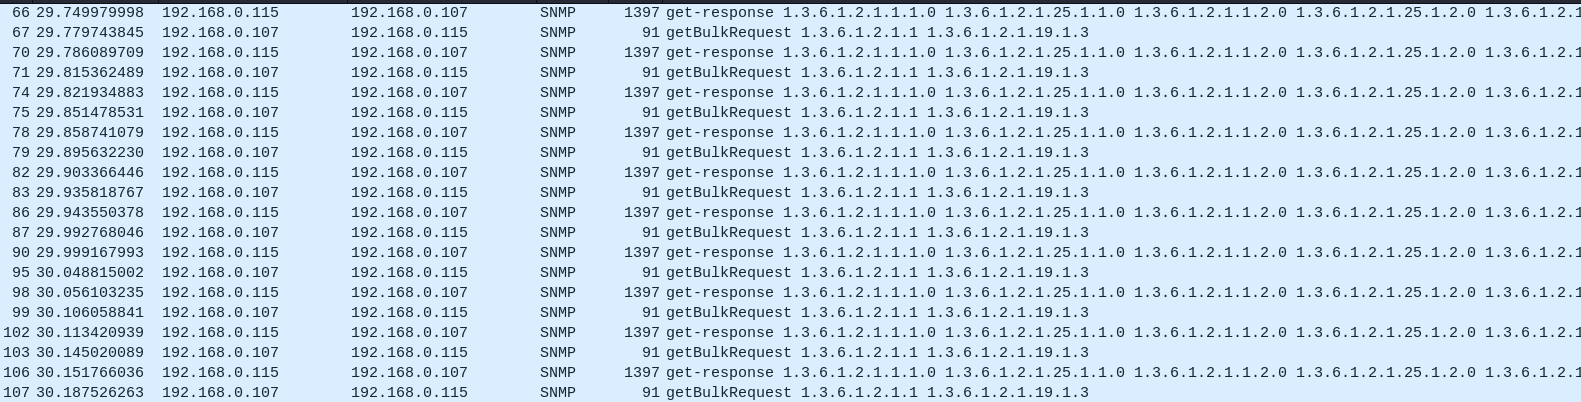 66 29.749979998 192.168.0.115 192.168.0.107 SNMP 1397 get-response 1.3.6.1.2.1.1.1.0 1.3.6.1.2.1.25.1.1.0 1.3.6.1.2.1.1.2.0 1.3.6.1.2.1.25.1.2.0 1.3.6.1.2.1
67 29.779743845 192.168.0.107 192.168.0.115 SNMP 91 getBulkRequest 1.3.6.1.2.1.1 1.3.6.1.2.1.19.1.3
70 29.786089709 192.168.0.115 192.168.0.107 SNMP 1397 get-response 1.3.6.1.2.1.1.1.0 1.3.6.1.2.1.25.1.1.0 1.3.6.1.2.1.1.2.0 1.3.6.1.2.1.25.1.2.0 1.3.6.1.2.1
71 29.815362489 192.168.0.107 192.168.0.115 SNMP 91 getBulkRequest 1.3.6.1.2.1.1 1.3.6.1.2.1.19.1.3
74 29.821934883 192.168.0.115 192.168.0.107 SNMP 1397 get-response 1.3.6.1.2.1.1.1.0 1.3.6.1.2.1.25.1.1.0 1.3.6.1.2.1.1.2.0 1.3.6.1.2.1.25.1.2.0 1.3.6.1.2.1
75 29.851478531 192.168.0.107 192.168.0.115 SNMP 91 getBulkRequest 1.3.6.1.2.1.1 1.3.6.1.2.1.19.1.3
78 29.858741079 192.168.0.115 192.168.0.107 SNMP 1397 get-response 1.3.6.1.2.1.1.1.0 1.3.6.1.2.1.25.1.1.0 1.3.6.1.2.1.1.2.0 1.3.6.1.2.1.25.1.2.0 1.3.6.1.2.1
79 29.895632230 192.168.0.107 192.168.0.115 SNMP 91 getBulkRequest 1.3.6.1.2.1.1 1.3.6.1.2.1.19.1.3
82 29.903366446 192.168.0.115 192.168.0.107 SNMP 1397 get-response 1.3.6.1.2.1.1.1.0 1.3.6.1.2.1.25.1.1.0 1.3.6.1.2.1.1.2.0 1.3.6.1.2.1.25.1.2.0 1.3.6.1.2.1
83 29.935818767 192.168.0.107 192.168.0.115 SNMP 91 getBulkRequest 1.3.6.1.2.1.1 1.3.6.1.2.1.19.1.3
86 29.943550378 192.168.0.115 192.168.0.107 SNMP 1397 get-response 1.3.6.1.2.1.1.1.0 1.3.6.1.2.1.25.1.1.0 1.3.6.1.2.1.1.2.0 1.3.6.1.2.1.25.1.2.0 1.3.6.1.2.1
87 29.992768046 192.168.0.107 192.168.0.115 SNMP 91 getBulkRequest 1.3.6.1.2.1.1 1.3.6.1.2.1.19.1.3
90 29.999167993 192.168.0.115 192.168.0.107 SNMP 1397 get-response 1.3.6.1.2.1.1.1.0 1.3.6.1.2.1.25.1.1.0 1.3.6.1.2.1.1.2.0 1.3.6.1.2.1.25.1.2.0 1.3.6.1.2.1
95 30.048815002 192.168.0.107 192.168.0.115 SNMP 91 getBulkRequest 1.3.6.1.2.1.1 1.3.6.1.2.1.19.1.3
98 30.056103235 192.168.0.115 192.168.0.107 SNMP 1397 get-response 1.3.6.1.2.1.1.1.0 1.3.6.1.2.1.25.1.1.0 1.3.6.1.2.1.1.2.0 1.3.6.1.2.1.25.1.2.0 1.3.6.1.2.1
99 30.106058841 192.168.0.107 192.168.0.115 SNMP 91 getBulkRequest 1.3.6.1.2.1.1 1.3.6.1.2.1.19.1.3
102 30.113420939 192.168.0.115 192.168.0.107 SNMP 1397 get-response 1.3.6.1.2.1.1.1.0 1.3.6.1.2.1.25.1.1.0 1.3.6.1.2.1.1.2.0 1.3.6.1.2.1.25.1.2.0 1.3.6.1.2.1
103 30.145020089 192.168.0.107 192.168.0.115 SNMP 91 getBulkRequest 1.3.6.1.2.1.1 1.3.6.1.2.1.19.1.3
106 30.151766036 192.168.0.115 192.168.0.107 SNMP 1397 get-response 1.3.6.1.2.1.1.1.0 1.3.6.1.2.1.25.1.1.0 1.3.6.1.2.1.1.2.0 1.3.6.1.2.1.25.1.2.0 1.3.6.1.2.1
107 30.187526263 192.168.0.107 192.168.0.115 SNMP 91 getBulkRequest 1.3.6.1.2.1.1 1.3.6.1.2.1.19.1.3